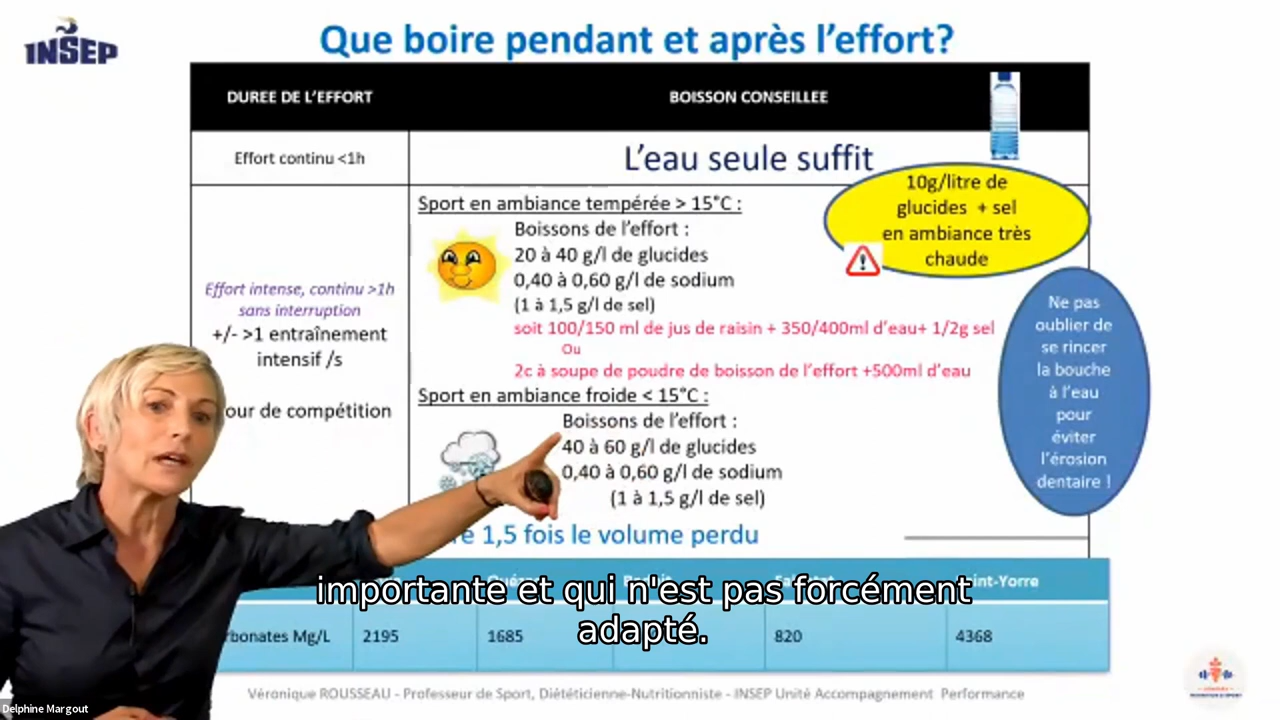 INSEP
Que boire pendant et après l’effort?
DUREE DE L’EFFORT
BOISSON CONSEILLEE
Effort continu <1h
L’eau seule suffit
10g/litre de
glucides + sel
en ambiance très
chaude
Sport en ambiance tempérée > 15°C :
Boissons de l’effort :
20 à 40 g/l de glucides
0,40 à 0,60 g/l de sodium
(1 à 1,5 g/l de sel)
soit 100/150 ml de jus de raisin + 350/400ml d’eau+ 1/2g sel
Ou
2c à soupe de poudre de boisson de l’effort +500ml d’eau
Effort intense, continu >1h
sans interruption
+/- >1 entraînement
intensif /s
our de compétition
Ne pas
oublier de
se rincer
la bouche
à l’eau
pour
éviter
l’érosion
dentaire !
Sport en ambiance froide < 15°C :
Boissons de l’effort :
40 à 60 g/l de glucides
0,40 à 0,60 g/l de sodium
(1 à 1,5 g/l de sel)
re 1,5 fois le volume perdu
int-Yorre
rbonates Mg/L
2195
1685
820
4368
importante et qui n'est pas forcément
adapté.
Véronique ROUSSEAU - Professeur de Sport, Diététicienne-Nutritionniste - INSEP Unité Accompagnement Performance
Delphine Margout